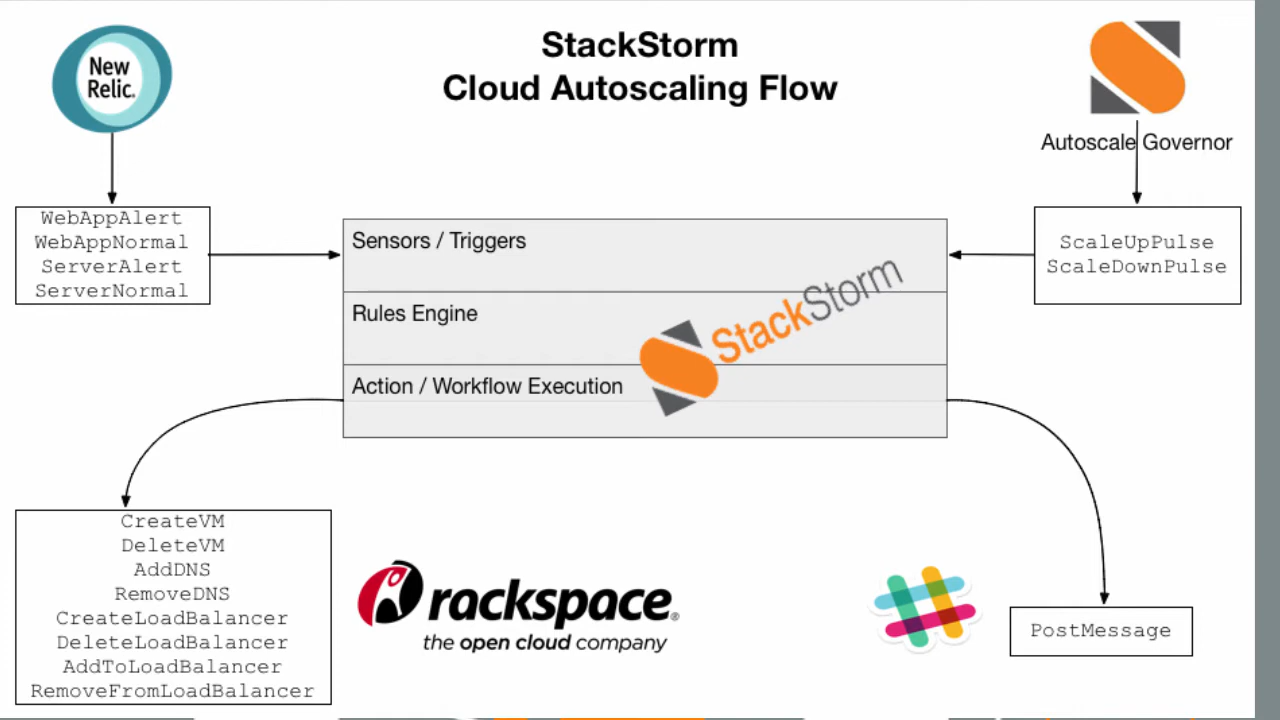 StackStorm
Cloud Autoscaling Flow
New
Relic.
Autoscale Governor
WebAppAlert
WebAppNormal
ServerAlert
ServerNormal
ScaleUpPulse
ScaleDownPulse
Sensors / Triggers
Rules Engine
Action / Workflow Execution
StackStorm
CreateVM
DeleteVM
AddDNS
RemoveDNS
CreateLoadBalancer
DeleteLoadBalancer
AddToLoadBalancer
RemoveFromLoadBalancer
rackspace®
the open cloud company
PostMessage